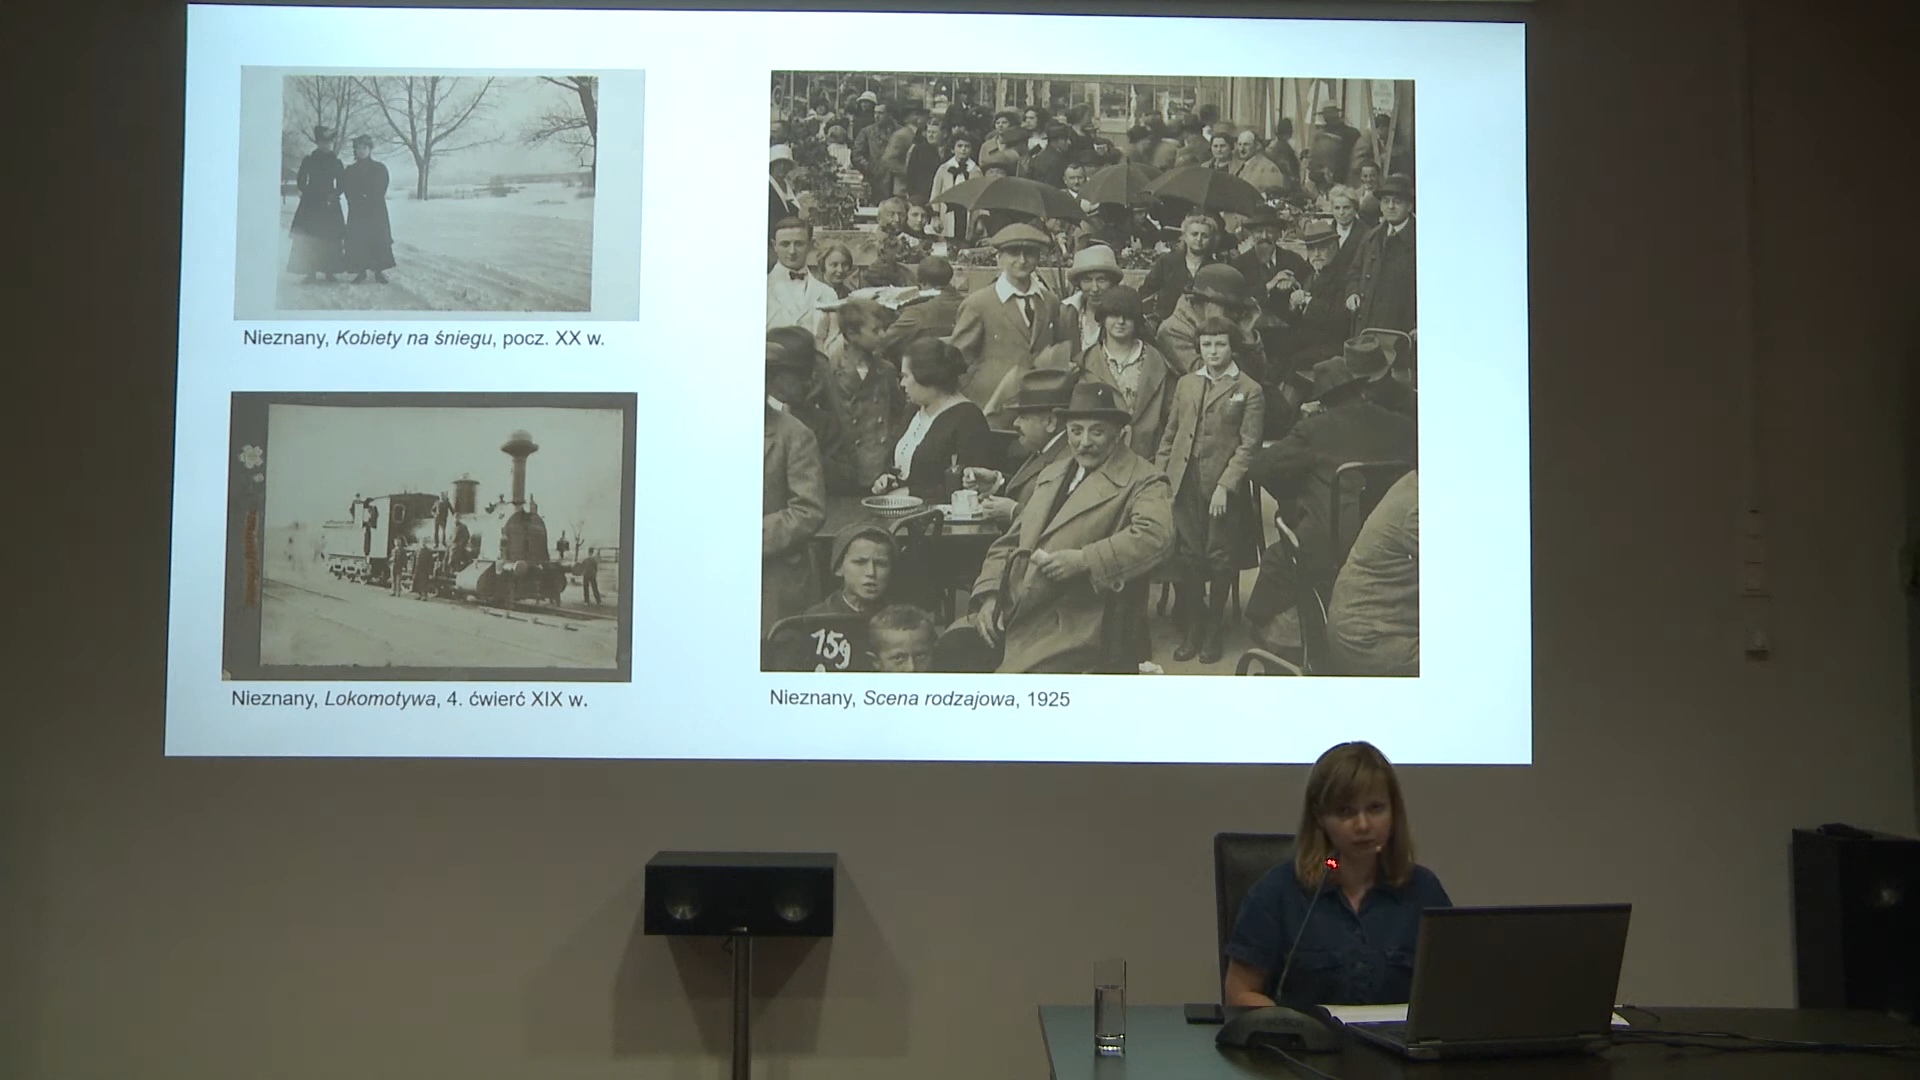 Nieznany, Kobiety na śniegu, pocz. XX w.
Nieznany, Lokomotywa, 4. ćwierć XIX w.
159
Nieznany, Scena rodzajowa, 1925